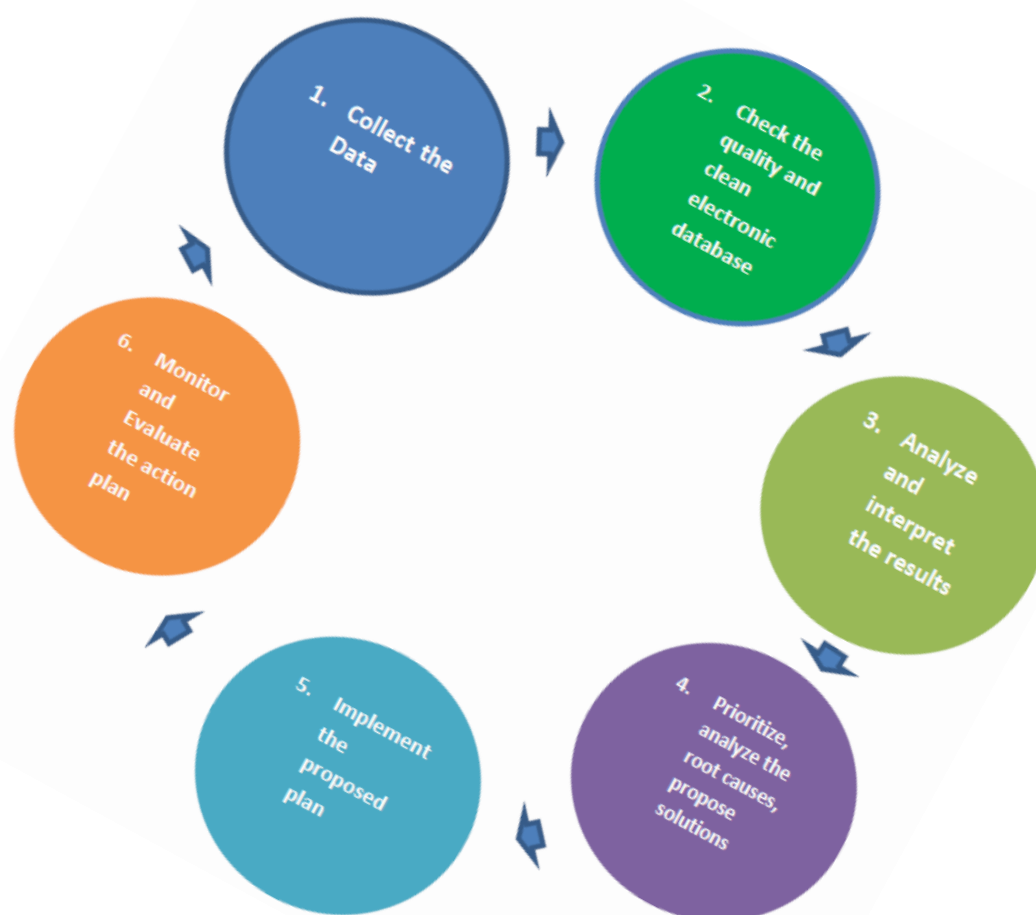 1. Collect the
Data
2. Check the
quality and
clean
electronic
database
3. Analyze
and
interpret
the results
4. Prioritize,
analyze the
root causes,
propose
solutions
5. Implement
the
proposed
plan
6. Monitor
and
Evaluate
the action
plan